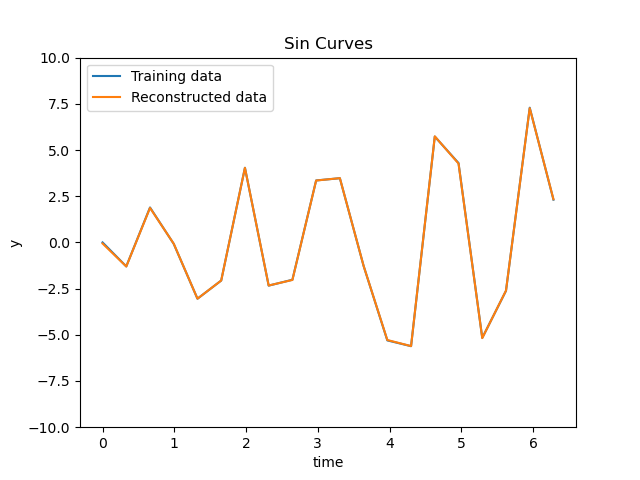 Sin Curves
Training data
Reconstructed data
10.0
7.5
5.0
2.5
0.0
−2.5
−5.0
−7.5
−10.0
y
0 1 2 3 4 5 6
time